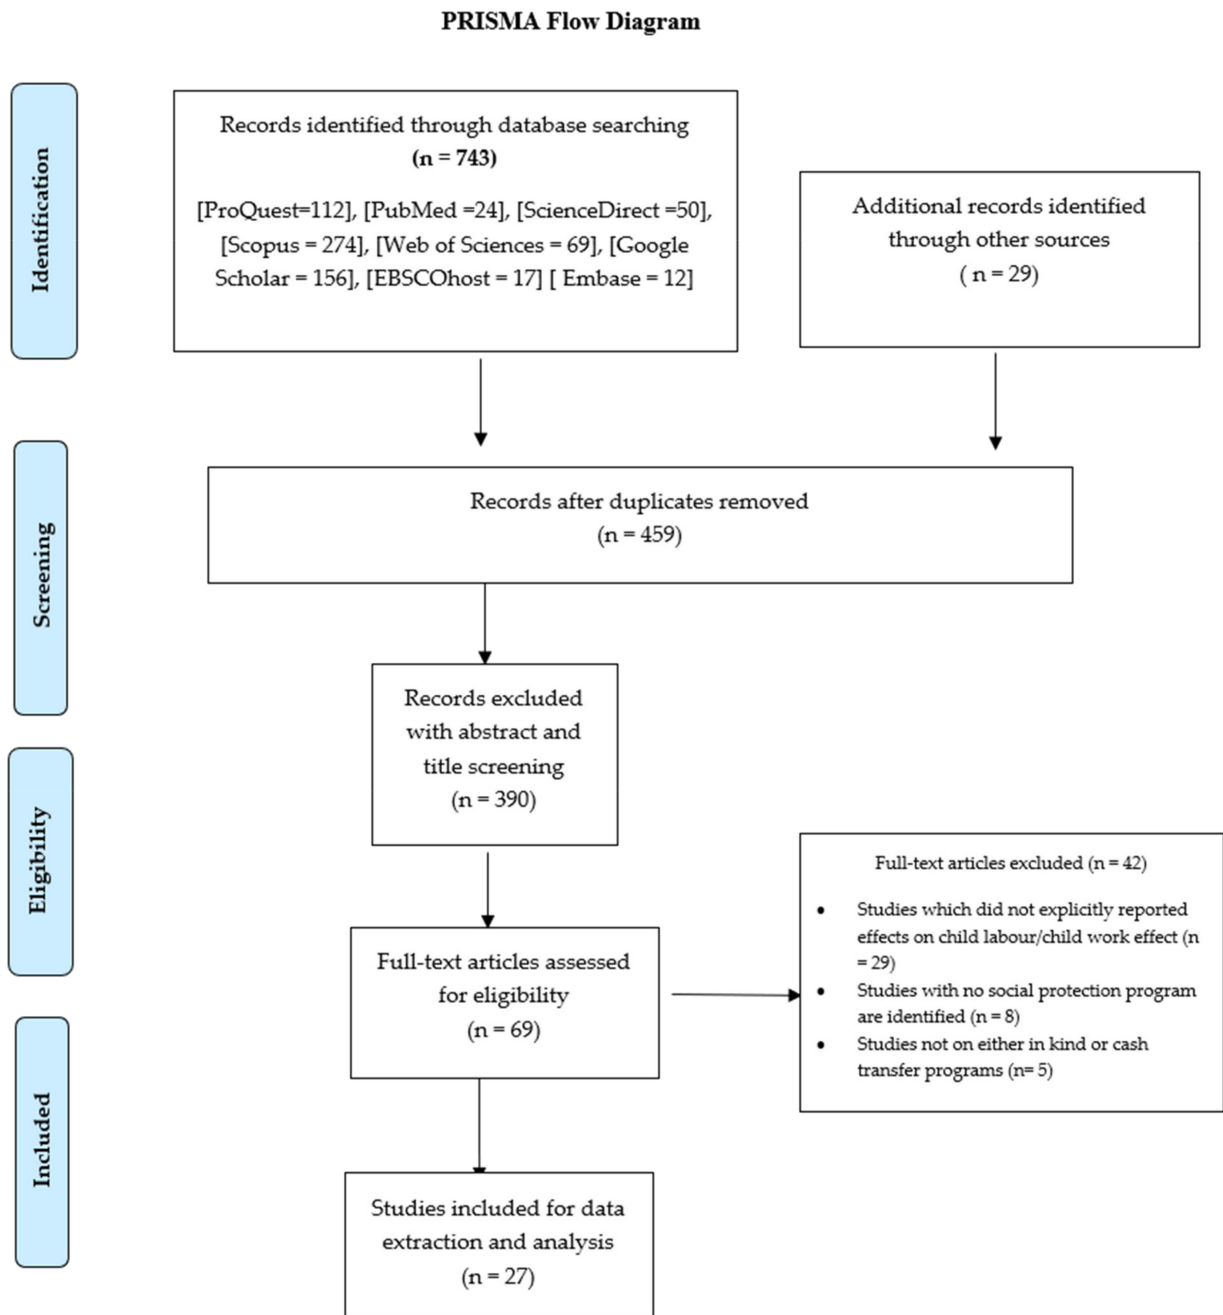 PRISMA Flow Diagram
Identification
Records identified through database searching
(n = 743)
[ProQuest=112], [PubMed =24], [ScienceDirect =50],
[Scopus = 274], [Web of Sciences = 69], [Google
Scholar = 156], [EBSCOhost = 17] [ Embase = 12]
Additional records identified
through other sources
( n = 29)
Screening
Records after duplicates removed
(n = 459)
Records excluded
with abstract and
title screening
(n = 390)
Eligibility
Full-text articles assessed
for eligibility
(n = 69)
Full-text articles excluded (n = 42)
• Studies which did not explicitly reported
effects on child labour/child work effect (n
= 29)
• Studies with no social protection program
are identified (n = 8)
• Studies not on either in kind or cash
transfer programs (n= 5)
Included
Studies included for data
extraction and analysis
(n = 27)